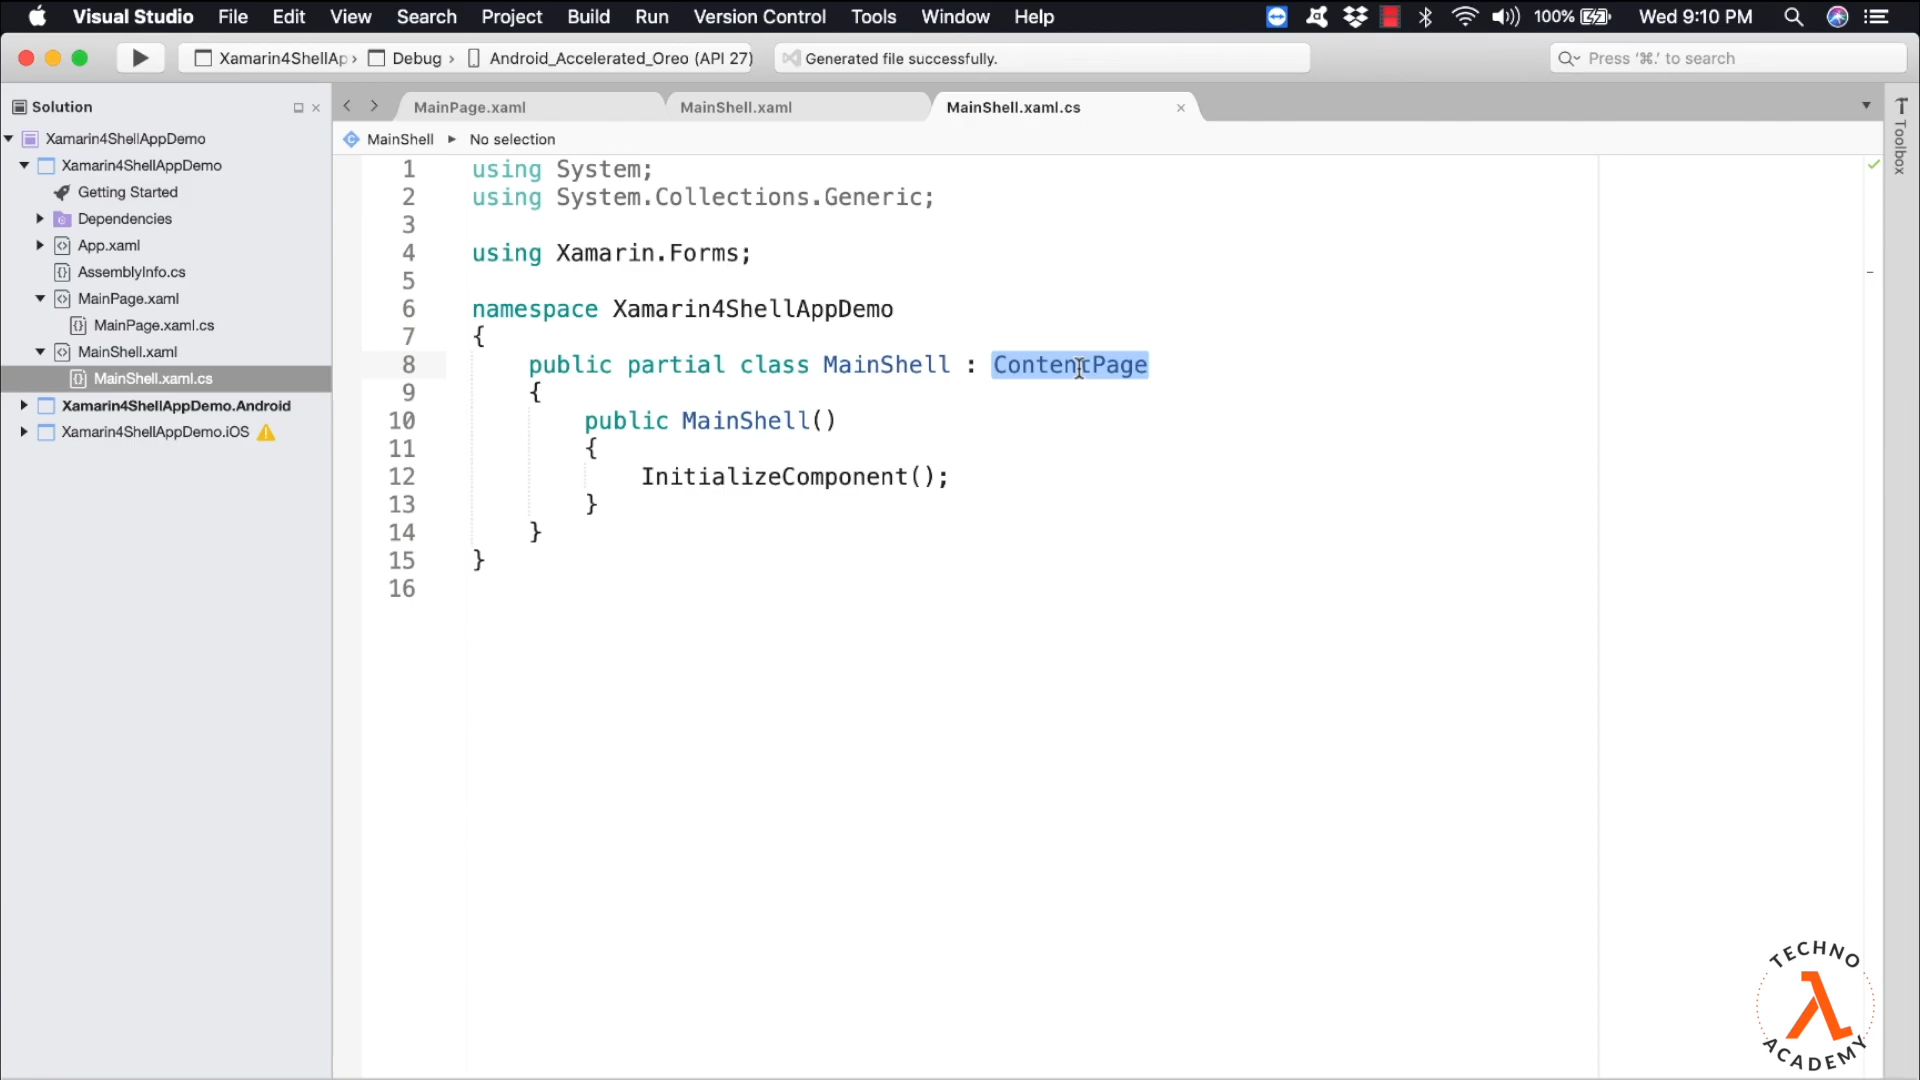 Visual Studio File Edit View Search Project Build Run Version Control Tools Window Help 100% Wed 9:10 PM
Xamarin4ShellAp › Debug › Android_Accelerated_Oreo (API 27) Generated file successfully. Press ‘⌘.’ to search
Solution
MainPage.xaml MainShell.xaml MainShell.xaml.cs
Toolbox
MainShell No selection
Xamarin4ShellAppDemo
Xamarin4ShellAppDemo
Getting Started
Dependencies
App.xaml
AssemblyInfo.cs
MainPage.xaml
MainPage.xaml.cs
MainShell.xaml
MainShell.xaml.cs
Xamarin4ShellAppDemo.Android
Xamarin4ShellAppDemo.iOS
1 using System;
2 using System.Collections.Generic;
3
4 using Xamarin.Forms;
5
6 namespace Xamarin4ShellAppDemo
7 {
8 public partial class MainShell : ContentPage
9 {
10 public MainShell()
11 {
12 InitializeComponent();
13 }
14 }
15 }
16
TECHNO
λ
ACADEMY